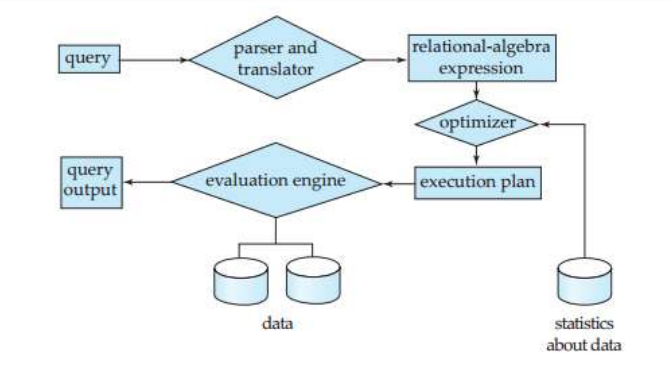 query
parser and
translator
relational-algebra
expression
optimizer
query
output
evaluation engine
execution plan
data
statistics
about data